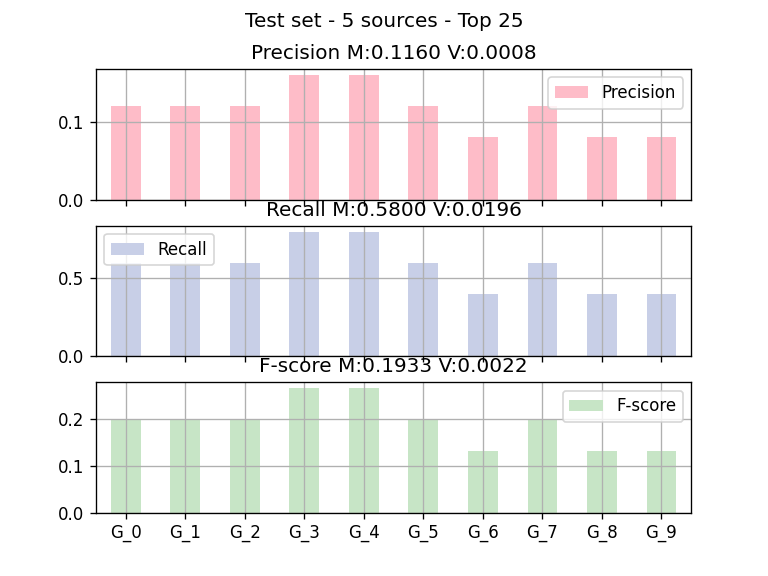 Test set - 5 sources - Top 25
Precision M:0.1160 V:0.0008
Precision
0.1
0.0
Recall M:0.5800 V:0.0196
Recall
0.5
0.0
F-score M:0.1933 V:0.0022
F-score
0.2
0.1
0.0
G_0 G_1 G_2 G_3 G_4 G_5 G_6 G_7 G_8 G_9